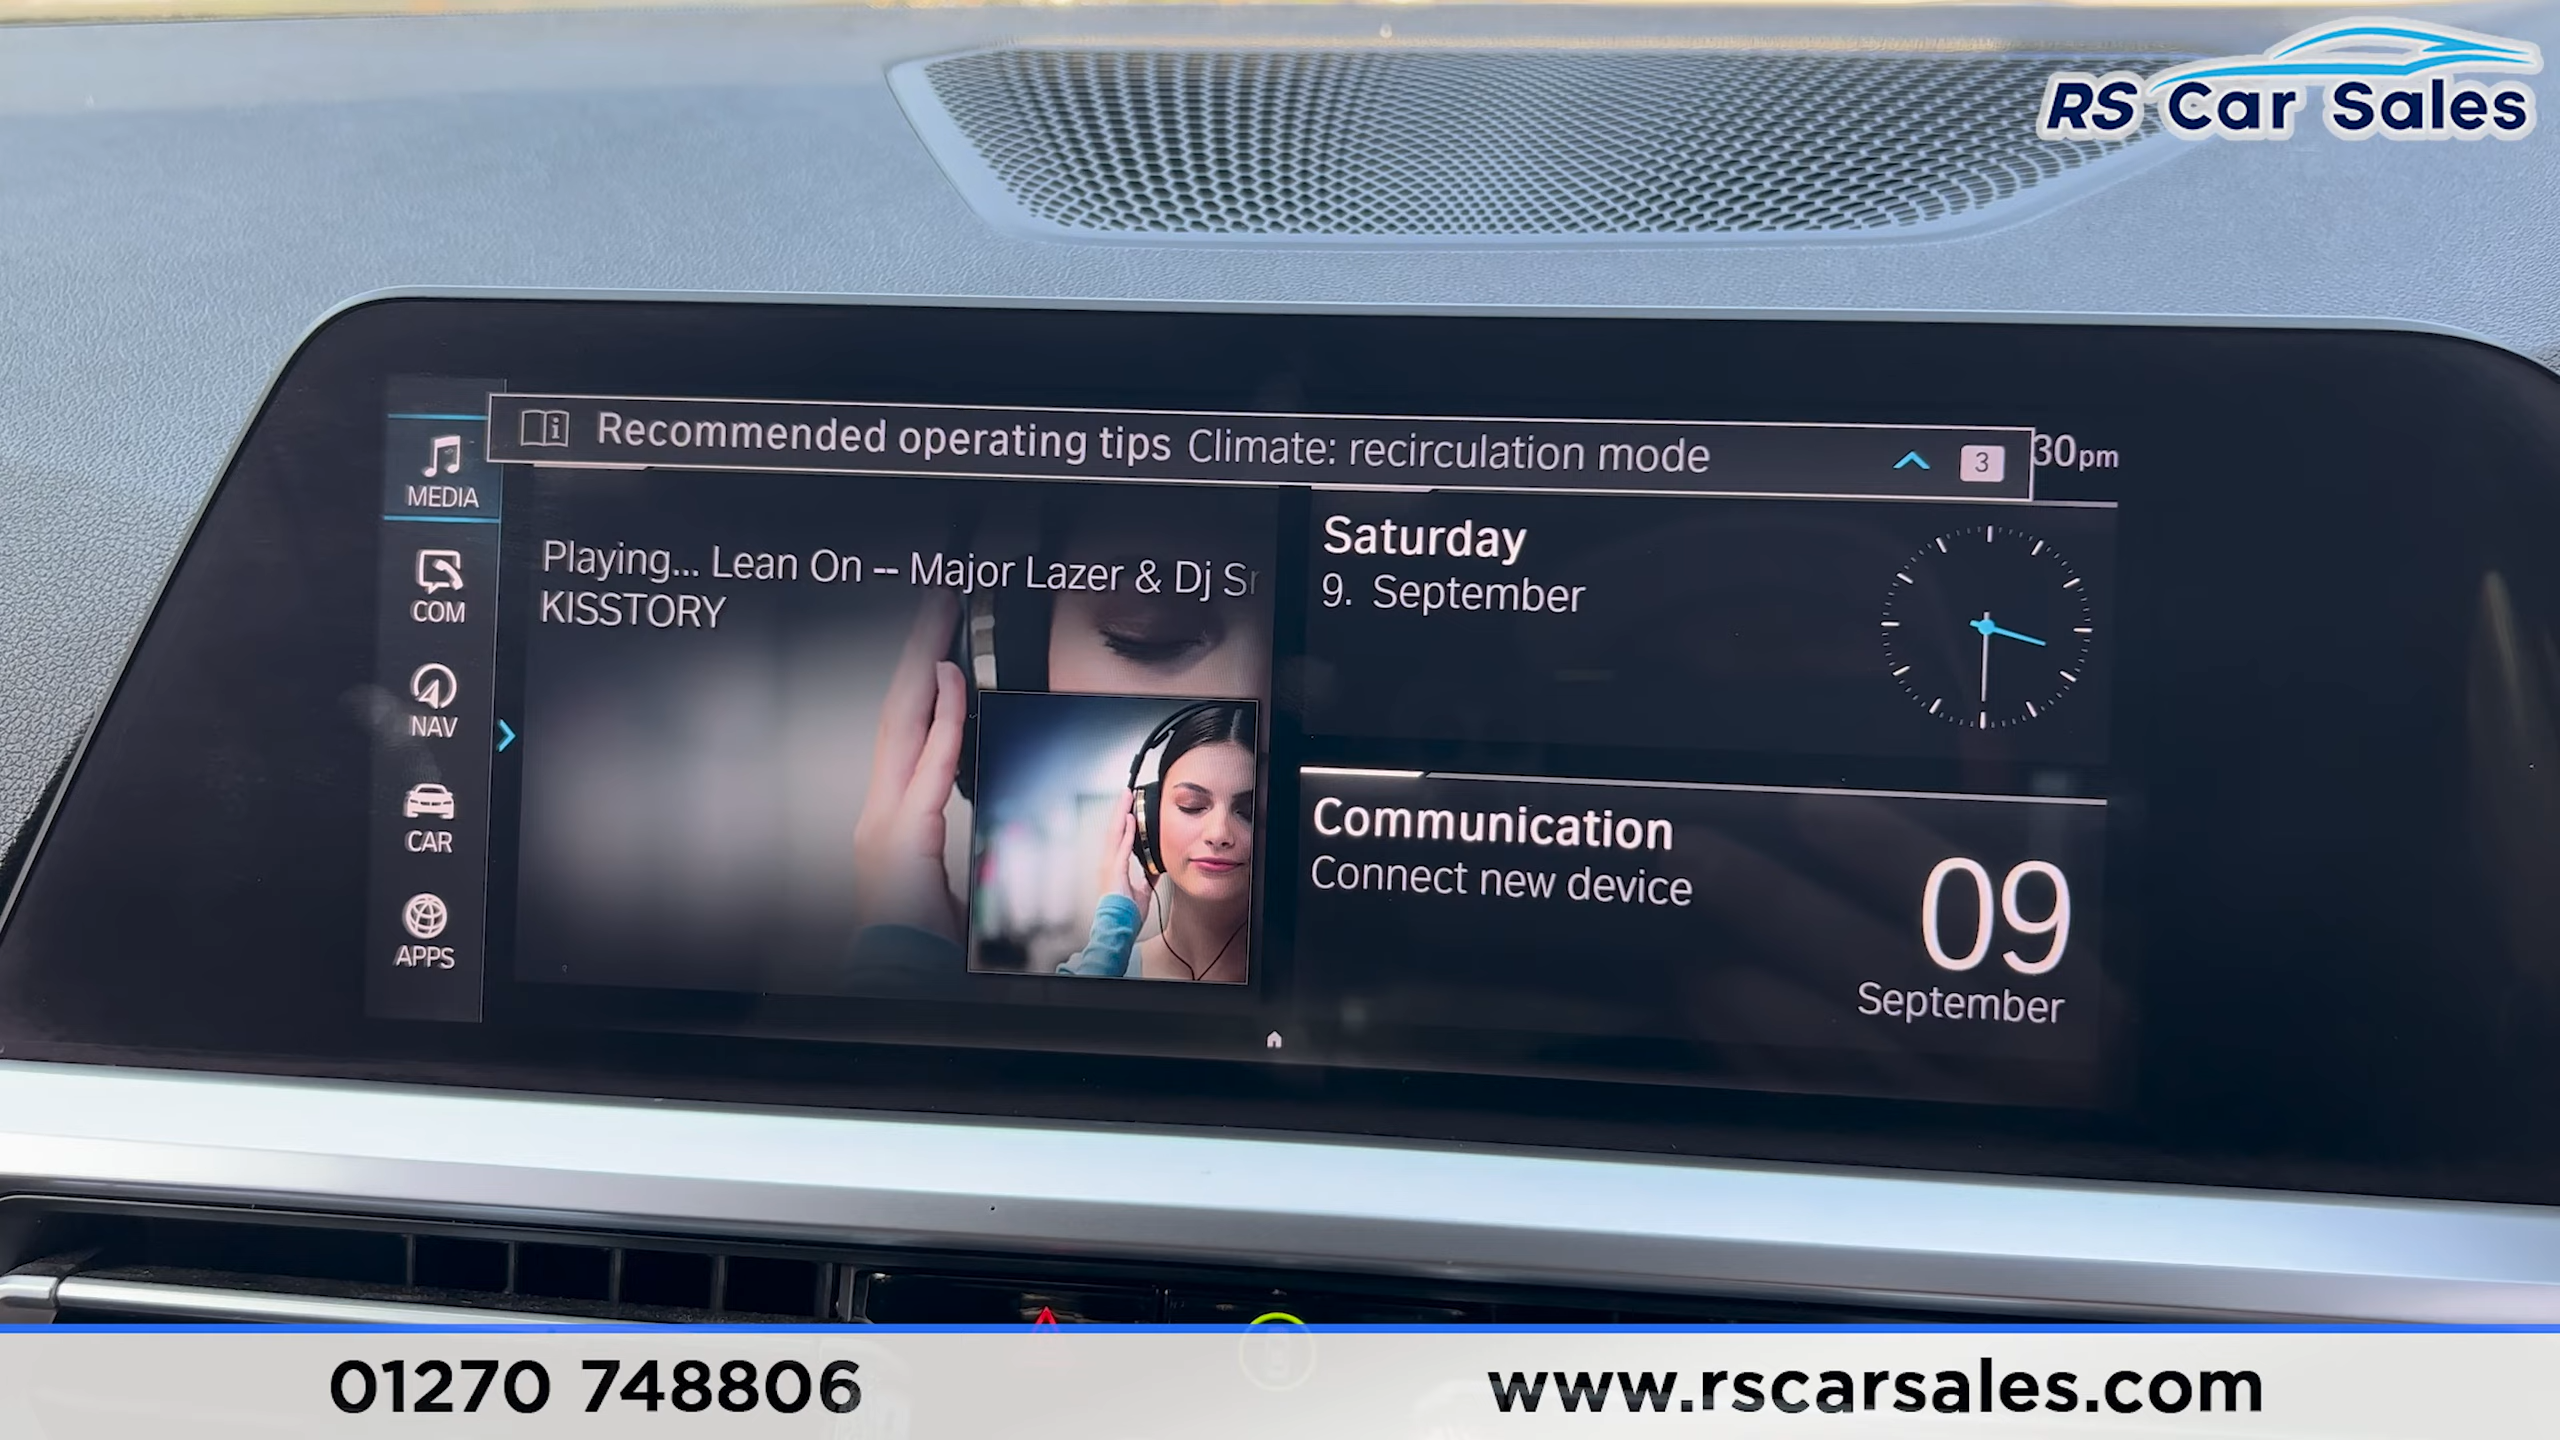 RS Car Sales
Recommended operating tips Climate: recirculation mode
3
30pm
MEDIA
COM
NAV
CAR
APPS
Playing... Lean On -- Major Lazer & Dj Sn
KISSTORY
Saturday
9. September
Communication
Connect new device
09
September
01270 748806
www.rscarsales.com